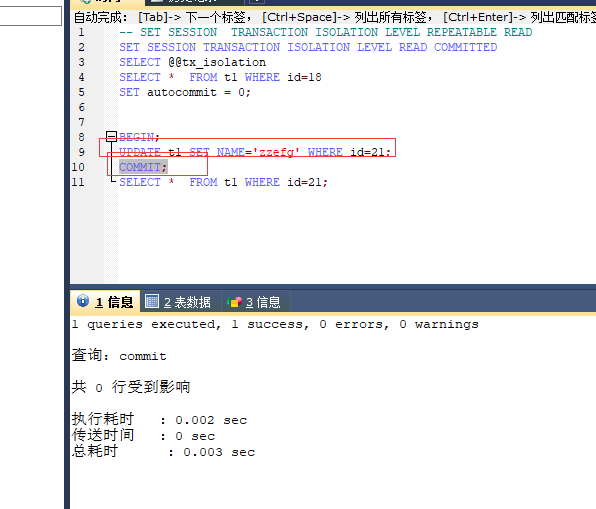 自动完成: [Tab]-> 下一个标签, [Ctrl+Space]-> 列出所有标签, [Ctrl+Enter]-> 列出匹配标签
1 -- SET SESSION  TRANSACTION ISOLATION LEVEL REPEATABLE READ
2 SET SESSION TRANSACTION ISOLATION LEVEL READ COMMITTED
3 SELECT @@tx_isolation
4 SELECT *  FROM t1 WHERE id=18
5 SET autocommit = 0;
6
7
8 BEGIN;
9 UPDATE t1 SET NAME='zzefg' WHERE id=21;
10 COMMIT;
11 SELECT *  FROM t1 WHERE id=21;
1 信息 2 表数据 3 信息
1 queries executed, 1 success, 0 errors, 0 warnings
查询: commit
共 0 行受到影响
执行耗时   : 0.002 sec
传送时间   : 0 sec
总耗时      : 0.003 sec